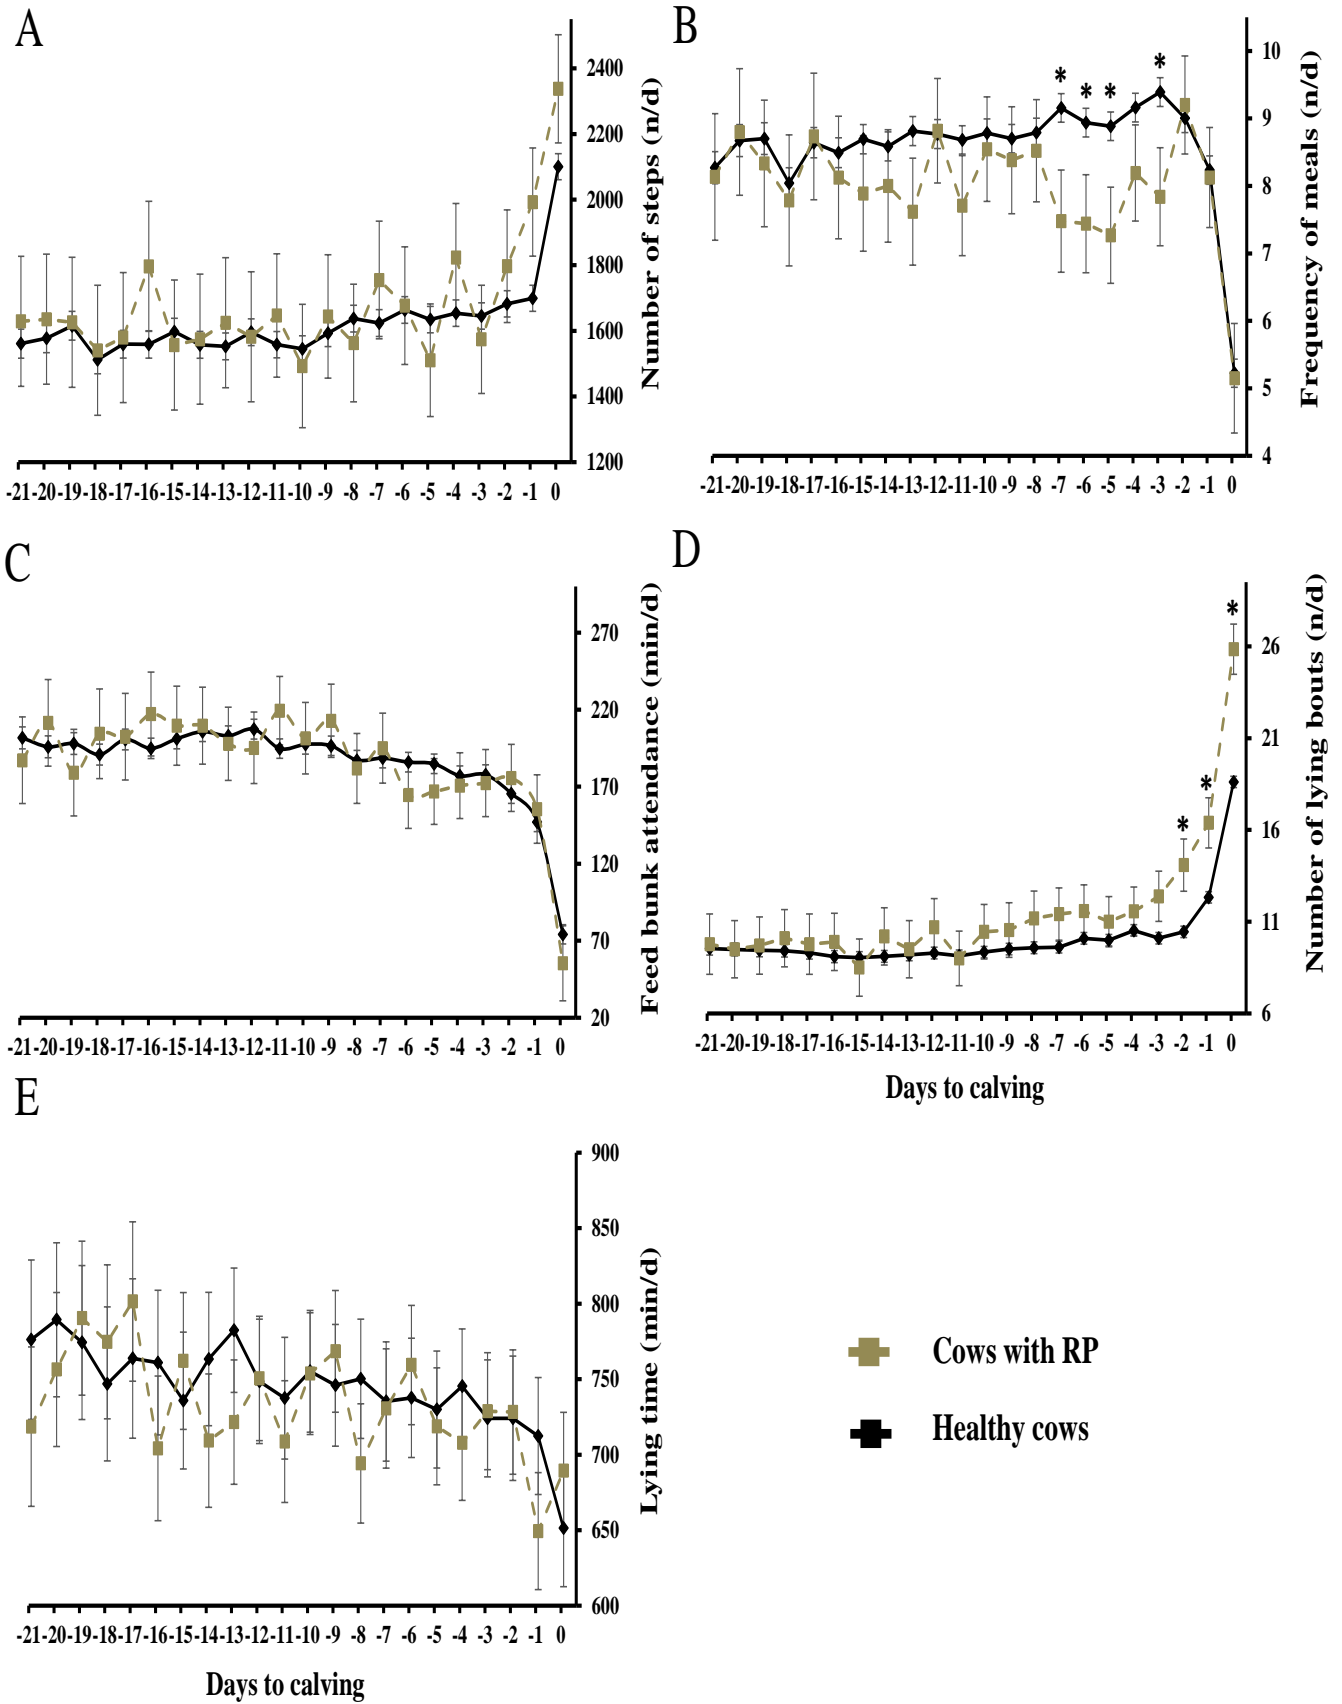 A
2400
2200
2000
1800
1600
1400
1200
Number of steps (n/d)
-21-20-19-18-17-16-15-14-13-12-11-10 -9 -8 -7 -6 -5 -4 -3 -2 -1 0
B
* * * *
10
9
8
7
6
5
4
Frequency of meals (n/d)
-21-20-19-18-17-16-15-14-13-12-11-10 -9 -8 -7 -6 -5 -4 -3 -2 -1 0
C
270
220
170
120
70
20
Feed bunk attendance (min/d)
-21-20-19-18-17-16-15-14-13-12-11-10 -9 -8 -7 -6 -5 -4 -3 -2 -1 0
D
* * *
26
21
16
11
6
Number of lying bouts (n/d)
-21-20-19-18-17-16-15-14-13-12-11-10 -9 -8 -7 -6 -5 -4 -3 -2 -1 0
Days to calving
E
900
850
800
750
700
650
600
Lying time (min/d)
-21-20-19-18-17-16-15-14-13-12-11-10 -9 -8 -7 -6 -5 -4 -3 -2 -1 0
Days to calving
Cows with RP
Healthy cows